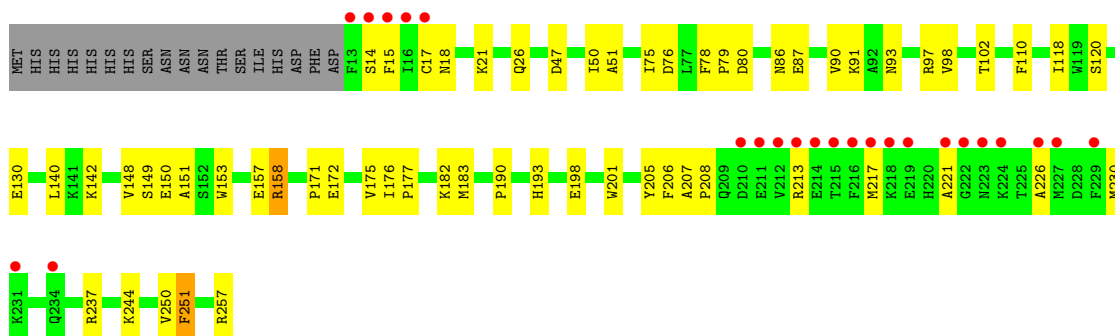 MET HIS HIS HIS HIS HIS HIS SER ASN ASN ASN THR SER ILE HIS ASP PHE ASP F13 S14 F15 I16 C17 N18 K21 Q26 D47 I50 A51 I75 D76 L77 F78 P79 D80 N86 E87 V90 K91 A92 N93 R97 V98 T102 F110 I118 W119 S120
E130 L140 K141 K142 V148 S149 E150 A151 S152 W153 E157 R158 P171 E172 V175 I176 P177 K182 M183 P190 H193 E198 W201 Y205 F206 A207 P208 Q209 D210 E211 V212 R213 E214 T215 F216 M217 K218 E219 H220 A221 G222 N223 K224 T225 A226 M227 D228 F229 M230
K231 Q234 R237 K244 V250 F251 R257